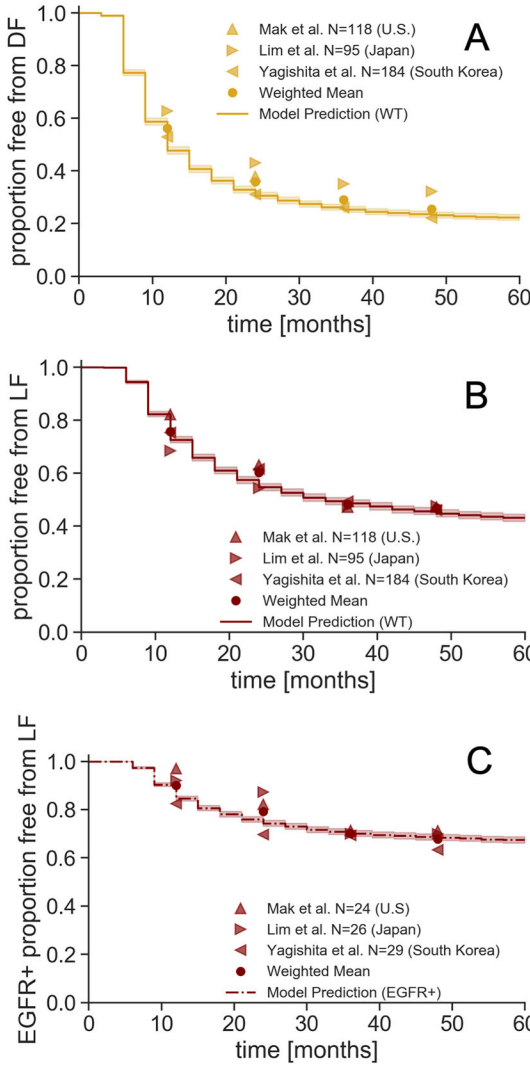 proportion free from DF
1.0
0.8
0.6
0.4
0.2
0.0
A
Mak et al. N=118 (U.S.)
Lim et al. N=95 (Japan)
Yagishita et al. N=184 (South Korea)
Weighted Mean
Model Prediction (WT)
0 10 20 30 40 50 60
time [months]
proportion free from LF
1.0
0.8
0.6
0.4
0.2
0.0
B
Mak et al. N=118 (U.S.)
Lim et al. N=95 (Japan)
Yagishita et al. N=184 (South Korea)
Weighted Mean
Model Prediction (WT)
0 10 20 30 40 50 60
time [months]
EGFR+ proportion free from LF
1.0
0.8
0.6
0.4
0.2
0.0
C
Mak et al. N=24 (U.S)
Lim et al. N=26 (Japan)
Yagishita et al. N=29 (South Korea)
Weighted Mean
Model Prediction (EGFR+)
0 10 20 30 40 50 60
time [months]